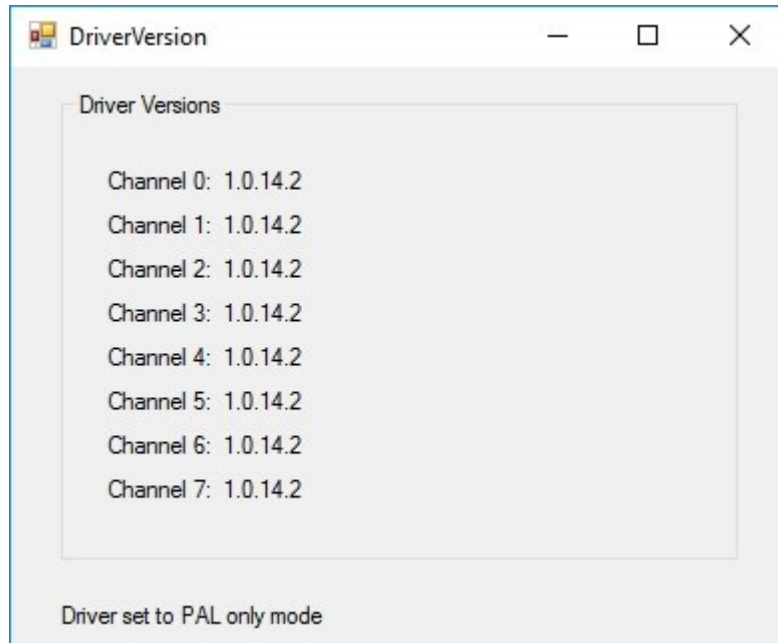 DriverVersion
Driver Versions
Channel 0: 1.0.14.2
Channel 1: 1.0.14.2
Channel 2: 1.0.14.2
Channel 3: 1.0.14.2
Channel 4: 1.0.14.2
Channel 5: 1.0.14.2
Channel 6: 1.0.14.2
Channel 7: 1.0.14.2
Driver set to PAL only mode